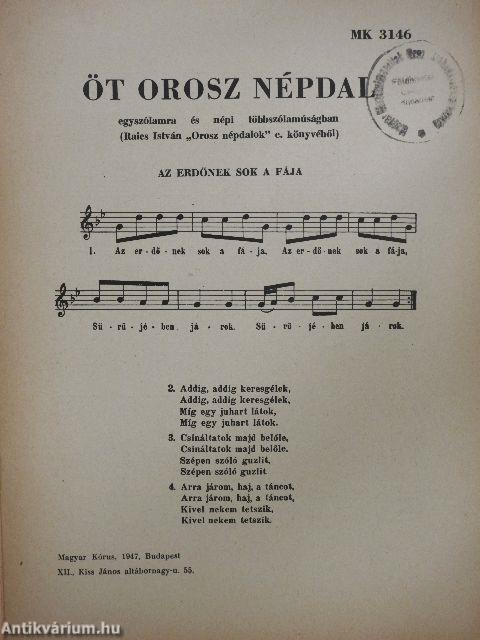 MK 3146
ÖT OROSZ NÉPDAL
egyszólamra és népi többszólamúságban
(Raics István „Orosz népdalok" c. könyvéből)
AZ ERDŐNEK SOK A FÁJA
1. Az er-dő-nek sok a fá-ja, Az er-dő-nek sok a fá-ja,
Sű-rű-jé-ben já-rok. Sű-rű-jé-ben já-rok.
2. Addig, addig keresgélek,
Addig, addig keresgélek,
Míg egy juhart látok,
Míg egy juhart látok.
3. Csináltatok majd belőle,
Csináltatok majd belőle.
Szépen szóló guzlit,
Szépen szóló guzlit
4. Arra járom, haj, a táncot,
Arra járom, haj, a táncot,
Kivel nekem tetszik,
Kivel nekem tetszik.
Magyar Kórus, 1947, Budapest
XII., Kiss János altábornagy-u. 55.
Antikvárium.hu